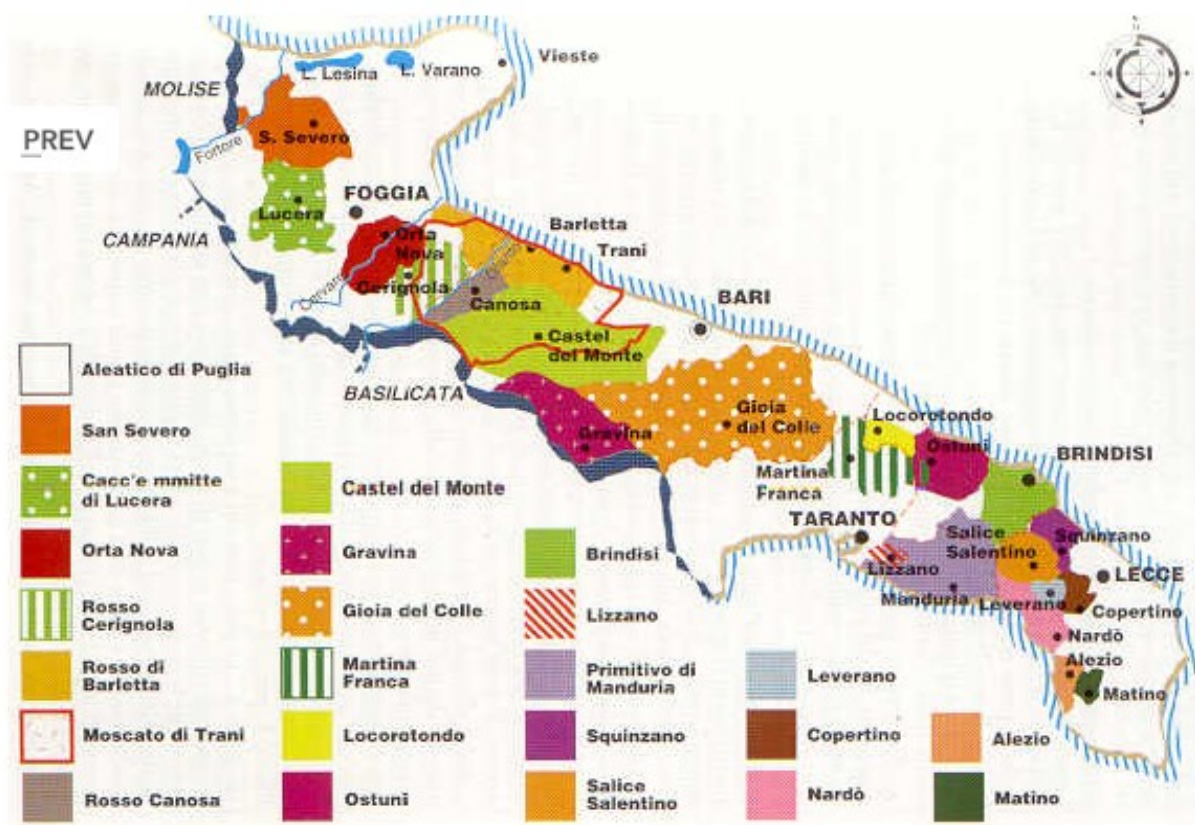 Vieste
L. Lesina
L. Varano
MOLISE
PREV
S. Severo
Fortore
FOGGIA
Lucera
CAMPANIA
Orta
Nova
Barletta
Trani
Cervaro
Cerignola
Canosa
BARI
Castel
del Monte
BASILICATA
Gioia
del Colle
Gravina
Locorotondo
Ostuni
BRINDISI
Martina
Franca
TARANTO
Salice
Salentino
Squinzano
Lizzano
LECCE
Manduria
Leverano
Copertino
Nardò
Alezio
Matino
Aleatico di Puglia
San Severo
Cacc'e mmitte
di Lucera
Orta Nova
Rosso
Cerignola
Rosso di
Barletta
Moscato di Trani
Rosso Canosa
Castel del Monte
Gravina
Gioia del Colle
Martina
Franca
Locorotondo
Ostuni
Brindisi
Lizzano
Primitivo di
Manduria
Squinzano
Salice
Salentino
Leverano
Copertino
Nardò
Alezio
Matino